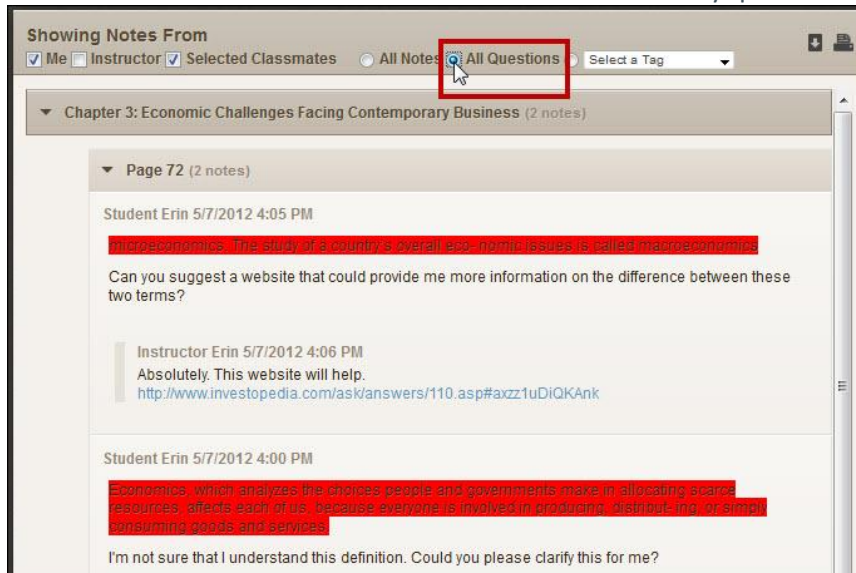 Showing Notes From
Me Instructor Selected Classmates All Notes All Questions Select a Tag
Chapter 3: Economic Challenges Facing Contemporary Business (2 notes)
Page 72 (2 notes)
Student Erin 5/7/2012 4:05 PM
microeconomics. The study of a country's overall eco- nomic issues is called macroeconomics
Can you suggest a website that could provide me more information on the difference between these
two terms?
Instructor Erin 5/7/2012 4:06 PM
Absolutely. This website will help.
http://www.investopedia.com/ask/answers/110.asp#axzz1uDiQKAnk
Student Erin 5/7/2012 4:00 PM
Economics, which analyzes the choices people and governments make in allocating scarce
resources, affects each of us, because everyone is involved in producing, distribut- ing, or simply
consuming goods and services.
I'm not sure that I understand this definition. Could you please clarify this for me?